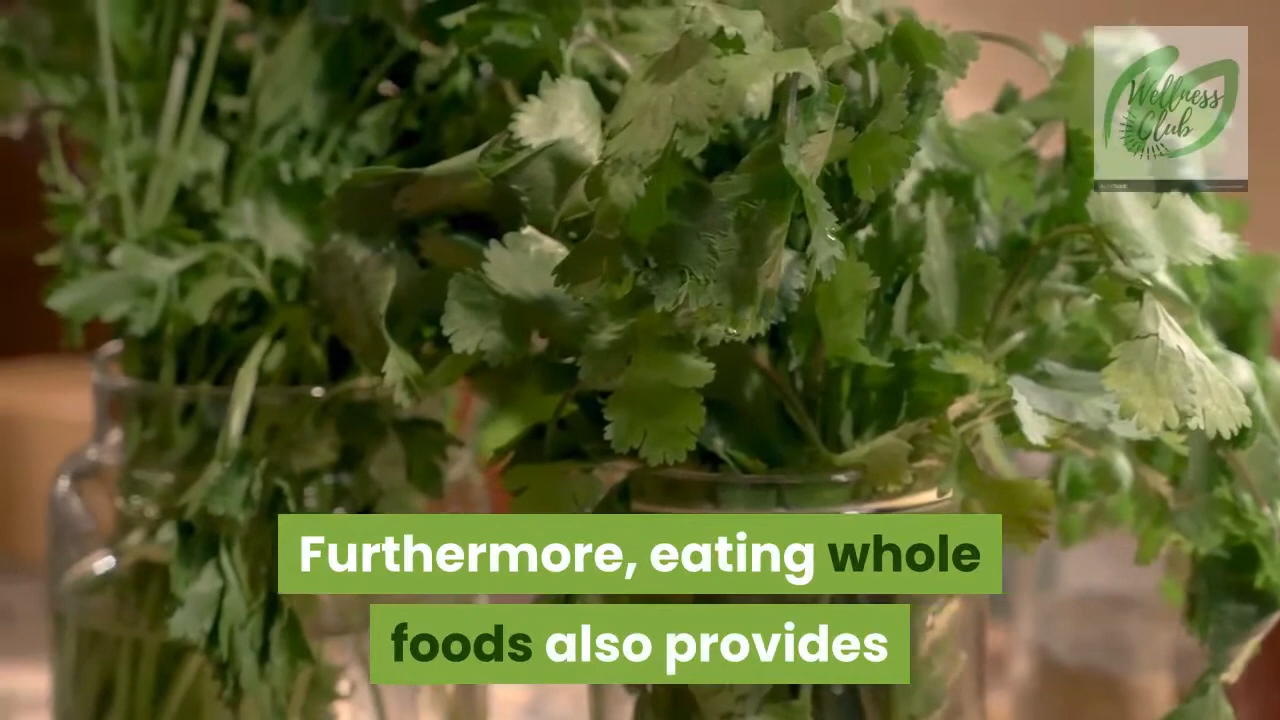 Wellness
Club
Furthermore, eating whole
foods also provides